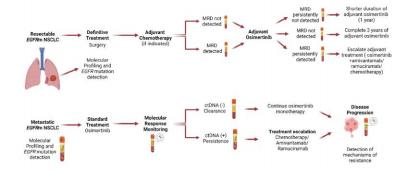 Resectable
EGFRm NSCLC
Definitive
Treatment
Surgery
Molecular Profiling
and EGFR mutation
detection
Adjuvant
Chemotherapy
(if indicated)
MRD not
detected
MRD
detected
Adjuvant
Osimertinib
MRD
persistently
not detected
MRD not
detected
MRD
persistently
detected
Shorter duration of
adjuvant osimertinib
(1 year)
Complete 3 years of
adjuvant osimertinib
Escalate adjuvant
treatment ( osimertinib
+amivantamab/
ramucirumab/
chemotherapy)
Metastatic
EGFRm NSCLC
Molecular Profiling
and EGFR mutation
detection
Standard
Treatment
Osimertinib
Molecular
Response
Monitoring
ctDNA (-)
Clearance
ctDNA (+)
Persistence
Continue osimertinib
monotherapy
Treatment escalation
Chemotherapy/
Amivantamab/
Ramucirumab
Disease
Progression
Detection of
mechanisms of
resistance